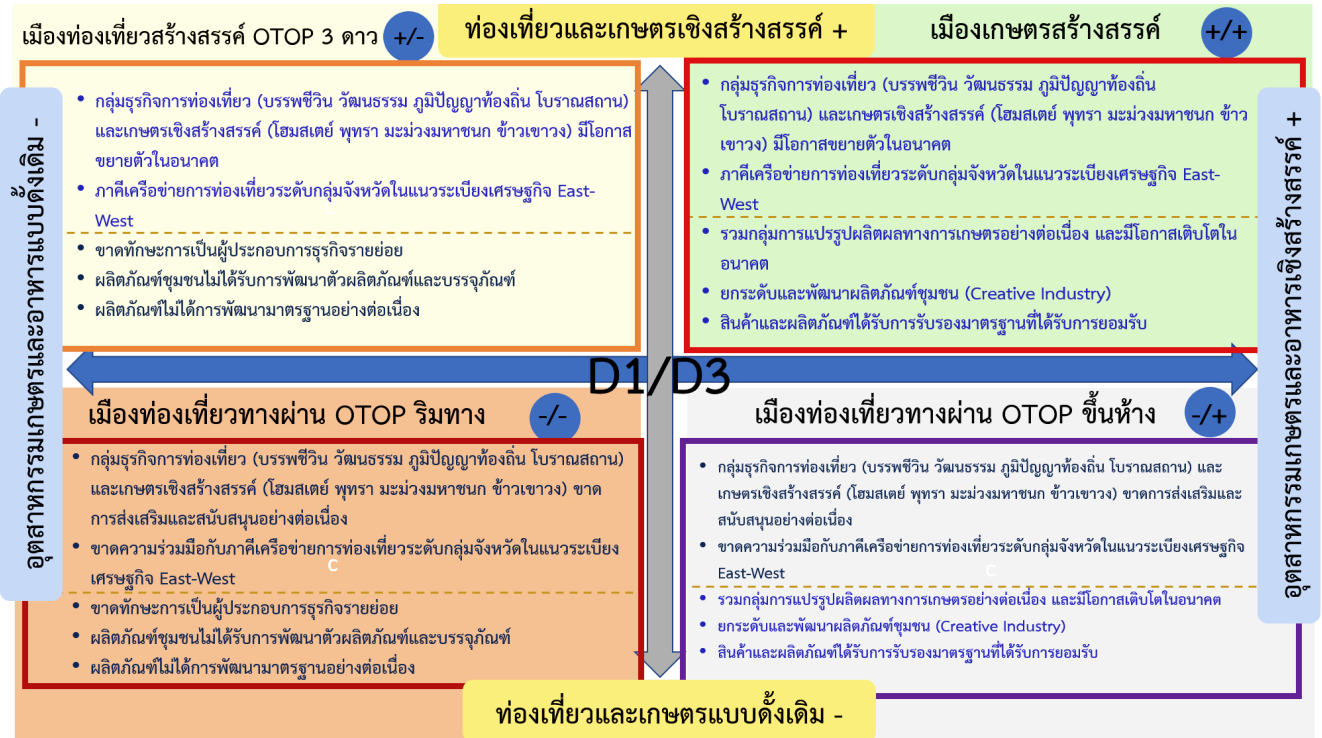 เมืองท่องเที่ยวสร้างสรรค์ OTOP 3 ดาว +/-
ท่องเที่ยวและเกษตรเชิงสร้างสรรค์ +
เมืองเกษตรสร้างสรรค์ +/+
อุตสาหกรรมเกษตรและอาหารแบบดั้งเดิม -
• กลุ่มธุรกิจการท่องเที่ยว (บรรพชีวิน วัฒนธรรม ภูมิปัญญาท้องถิ่น โบราณสถาน)
และเกษตรเชิงสร้างสรรค์ (โฮมสเตย์ พุทรา มะม่วงมหาชนก ข้าวเขาวง) มีโอกาส
ขยายตัวในอนาคต
• ภาคีเครือข่ายการท่องเที่ยวระดับกลุ่มจังหวัดในแนวระเบียงเศรษฐกิจ East-
West
• ขาดทักษะการเป็นผู้ประกอบการธุรกิจรายย่อย
• ผลิตภัณฑ์ชุมชนไม่ได้รับการพัฒนาตัวผลิตภัณฑ์และบรรจุภัณฑ์
• ผลิตภัณฑ์ไม่ได้การพัฒนามาตรฐานอย่างต่อเนื่อง
• กลุ่มธุรกิจการท่องเที่ยว (บรรพชีวิน วัฒนธรรม ภูมิปัญญาท้องถิ่น
โบราณสถาน) และเกษตรเชิงสร้างสรรค์ (โฮมสเตย์ พุทรา มะม่วงมหาชนก ข้าว
เขาวง) มีโอกาสขยายตัวในอนาคต
• ภาคีเครือข่ายการท่องเที่ยวระดับกลุ่มจังหวัดในแนวระเบียงเศรษฐกิจ East-
West
• รวมกลุ่มการแปรรูปผลิตผลทางการเกษตรอย่างต่อเนื่อง และมีโอกาสเติบโตใน
อนาคต
• ยกระดับและพัฒนาผลิตภัณฑ์ชุมชน (Creative Industry)
• สินค้าและผลิตภัณฑ์ได้รับการรับรองมาตรฐานที่ได้รับการยอมรับ
อุตสาหกรรมเกษตรและอาหารเชิงสร้างสรรค์ +
D1/D3
เมืองท่องเที่ยวทางผ่าน OTOP ริมทาง -/-
• กลุ่มธุรกิจการท่องเที่ยว (บรรพชีวิน วัฒนธรรม ภูมิปัญญาท้องถิ่น โบราณสถาน)
และเกษตรเชิงสร้างสรรค์ (โฮมสเตย์ พุทรา มะม่วงมหาชนก ข้าวเขาวง) ขาด
การส่งเสริมและสนับสนุนอย่างต่อเนื่อง
• ขาดความร่วมมือกับภาคีเครือข่ายการท่องเที่ยวระดับกลุ่มจังหวัดในแนวระเบียง
เศรษฐกิจ East-West
C
• ขาดทักษะการเป็นผู้ประกอบการธุรกิจรายย่อย
• ผลิตภัณฑ์ชุมชนไม่ได้รับการพัฒนาตัวผลิตภัณฑ์และบรรจุภัณฑ์
• ผลิตภัณฑ์ไม่ได้การพัฒนามาตรฐานอย่างต่อเนื่อง
เมืองท่องเที่ยวทางผ่าน OTOP ขึ้นห้าง -/+
• กลุ่มธุรกิจการท่องเที่ยว (บรรพชีวิน วัฒนธรรม ภูมิปัญญาท้องถิ่น โบราณสถาน) และ
เกษตรเชิงสร้างสรรค์ (โฮมสเตย์ พุทรา มะม่วงมหาชนก ข้าวเขาวง) ขาดการส่งเสริมและ
สนับสนุนอย่างต่อเนื่อง
• ขาดความร่วมมือกับภาคีเครือข่ายการท่องเที่ยวระดับกลุ่มจังหวัดในแนวระเบียงเศรษฐกิจ
East-West
C
• รวมกลุ่มการแปรรูปผลิตผลทางการเกษตรอย่างต่อเนื่อง และมีโอกาสเติบโตในอนาคต
• ยกระดับและพัฒนาผลิตภัณฑ์ชุมชน (Creative Industry)
• สินค้าและผลิตภัณฑ์ได้รับการรับรองมาตรฐานที่ได้รับการยอมรับ
ท่องเที่ยวและเกษตรแบบดั้งเดิม -